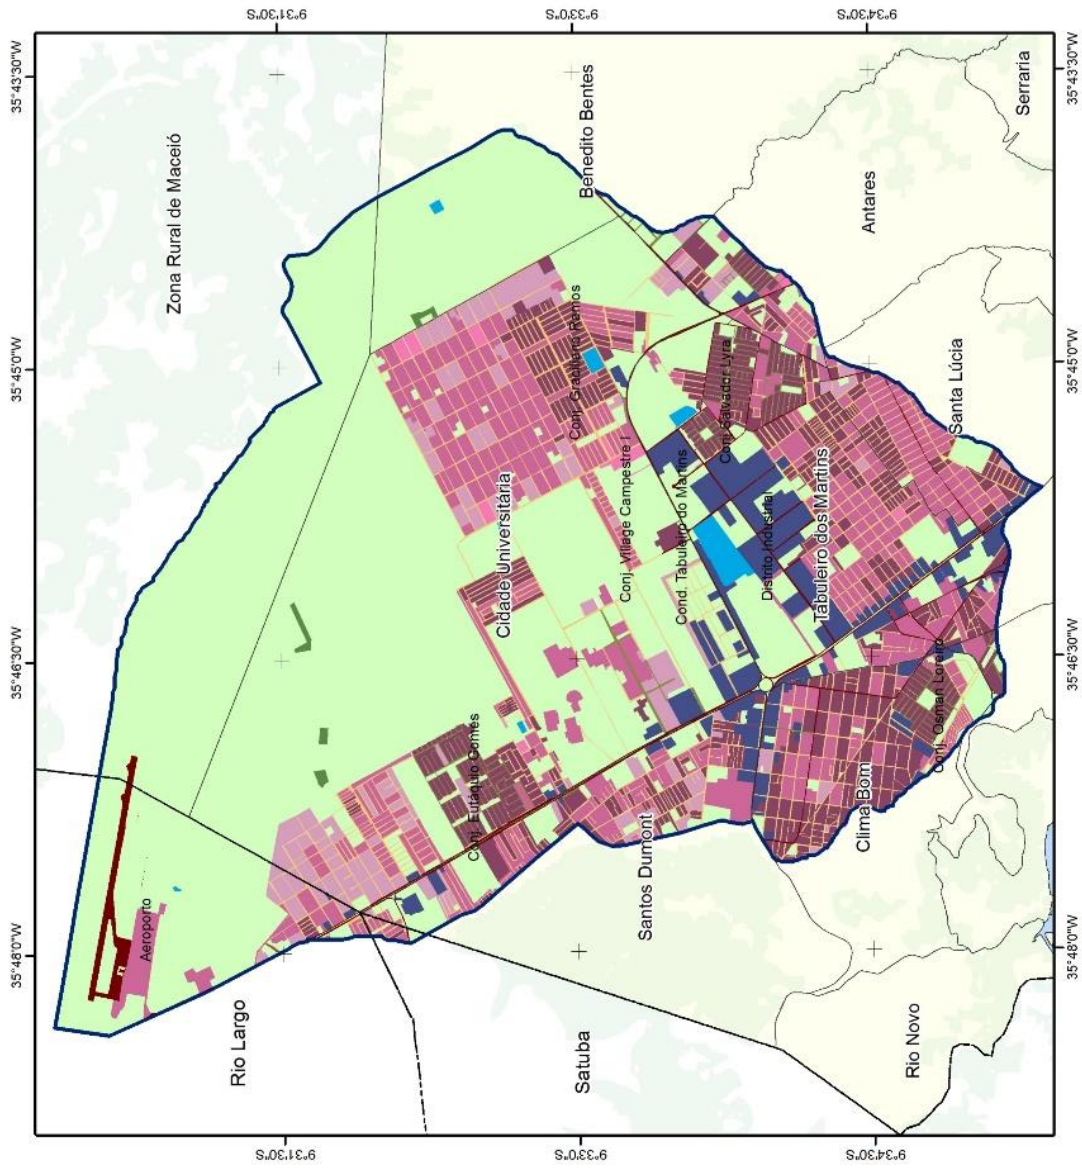 35°48'0"W
35°46'30"W
35°45'0"W
35°43'30"W
9°31'30"S
9°31'30"S
Zona Rural de Maceió
Aeroporto
Rio Largo
Conj. Eutáquio Gomes
Cidade Universitária
Conj. Graciliano Ramos
Benedito Bentes
9°33'0"S
9°33'0"S
Satuba
Santos Dumont
Conj. Village Campestre I
Cond. Tabuleiro do Martins
Conj Salvador Lyra
Distrito Industrial
Tabuleiro dos Martins
Antares
9°34'30"S
9°34'30"S
Clima Bom
Rio Novo
Conj. Osman Loreiro
Santa Lúcia
Serraria
35°48'0"W
35°46'30"W
35°45'0"W
35°43'30"W